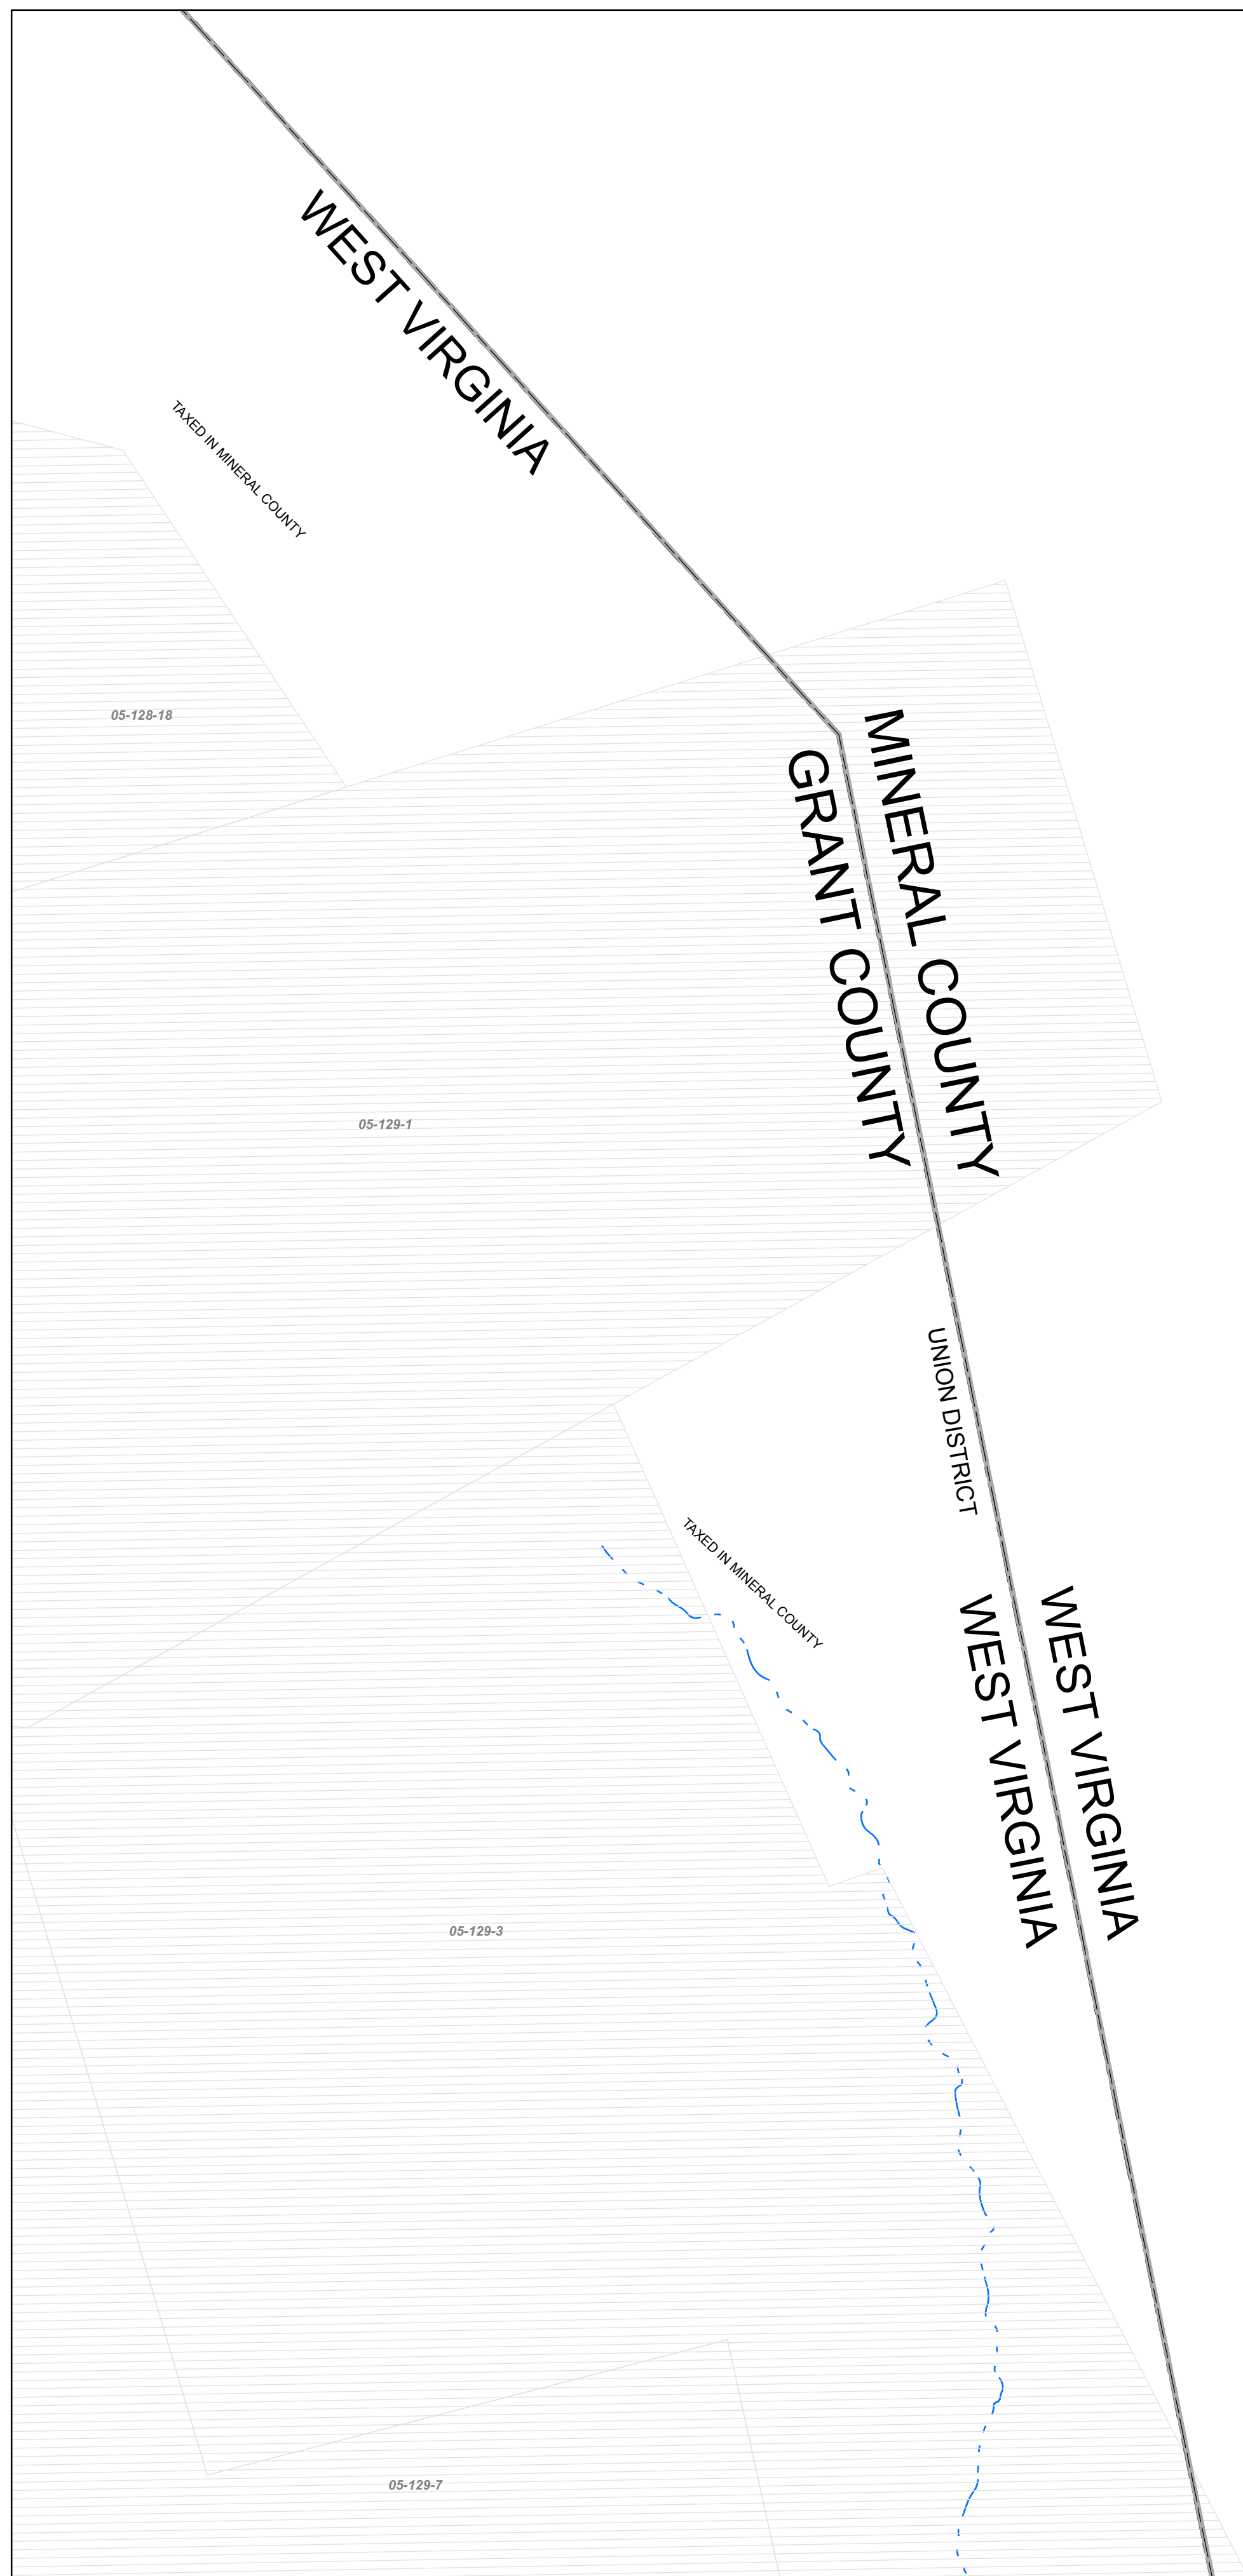 WEST VIRGINIA
TAXED IN MINERAL COUNTY
05-128-18
MINERAL COUNTY
GRANT COUNTY
05-129-1
UNION DISTRICT
TAXED IN MINERAL COUNTY
WEST VIRGINIA
WEST VIRGINIA
05-129-3
05-129-7